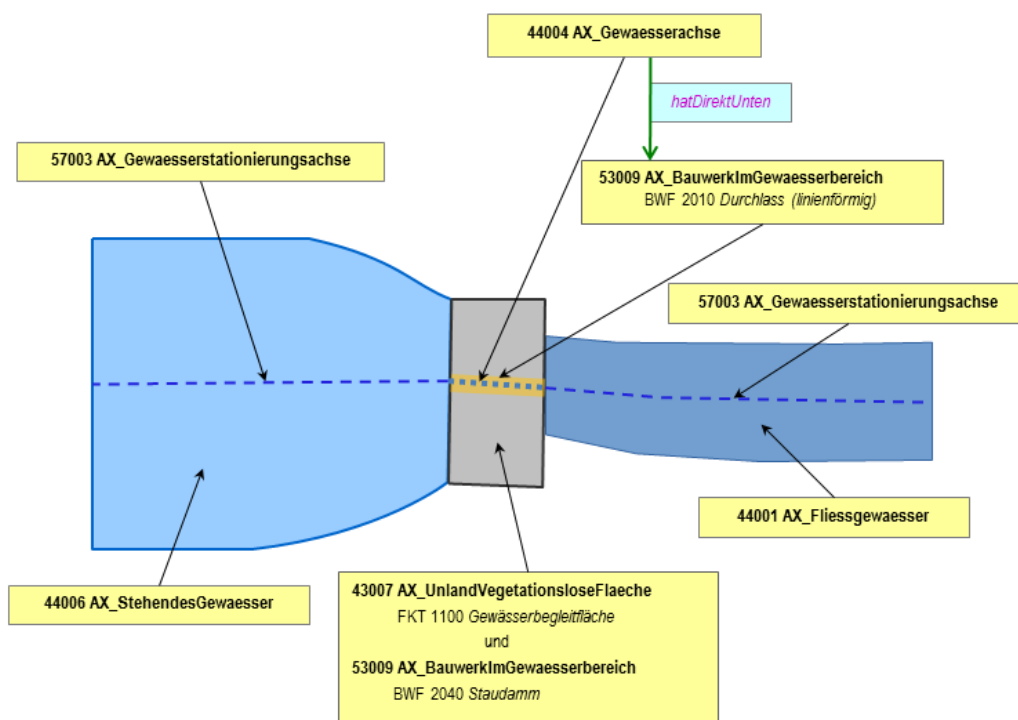 44004 AX_Gewaesserachse
hatDirektUnten
57003 AX_Gewaesserstationierungsachse
53009 AX_BauwerkImGewaesserbereich
BWF 2010 Durchlass (linienförmig)
57003 AX_Gewaesserstationierungsachse
44001 AX_Fliessgewaesser
44006 AX_StehendesGewaesser
43007 AX_UnlandVegetationsloseFlaeche
FKT 1100 Gewässerbegleitfläche
und
53009 AX_BauwerkImGewaesserbereich
BWF 2040 Staudamm